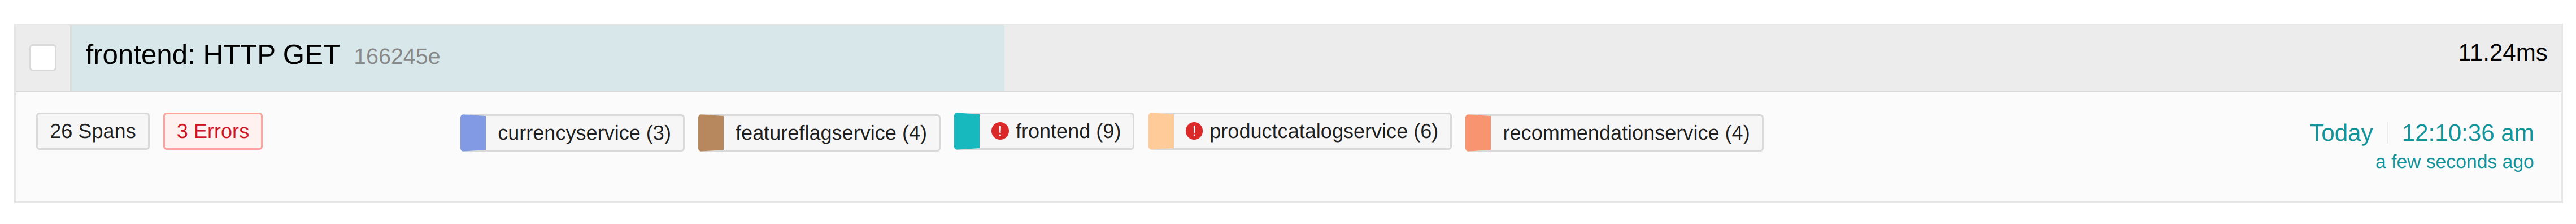 frontend: HTTP GET 166245e 11.24ms
26 Spans 3 Errors currencyservice (3) featureflagservice (4) frontend (9) productcatalogservice (6) recommendationservice (4) Today 12:10:36 am
a few seconds ago